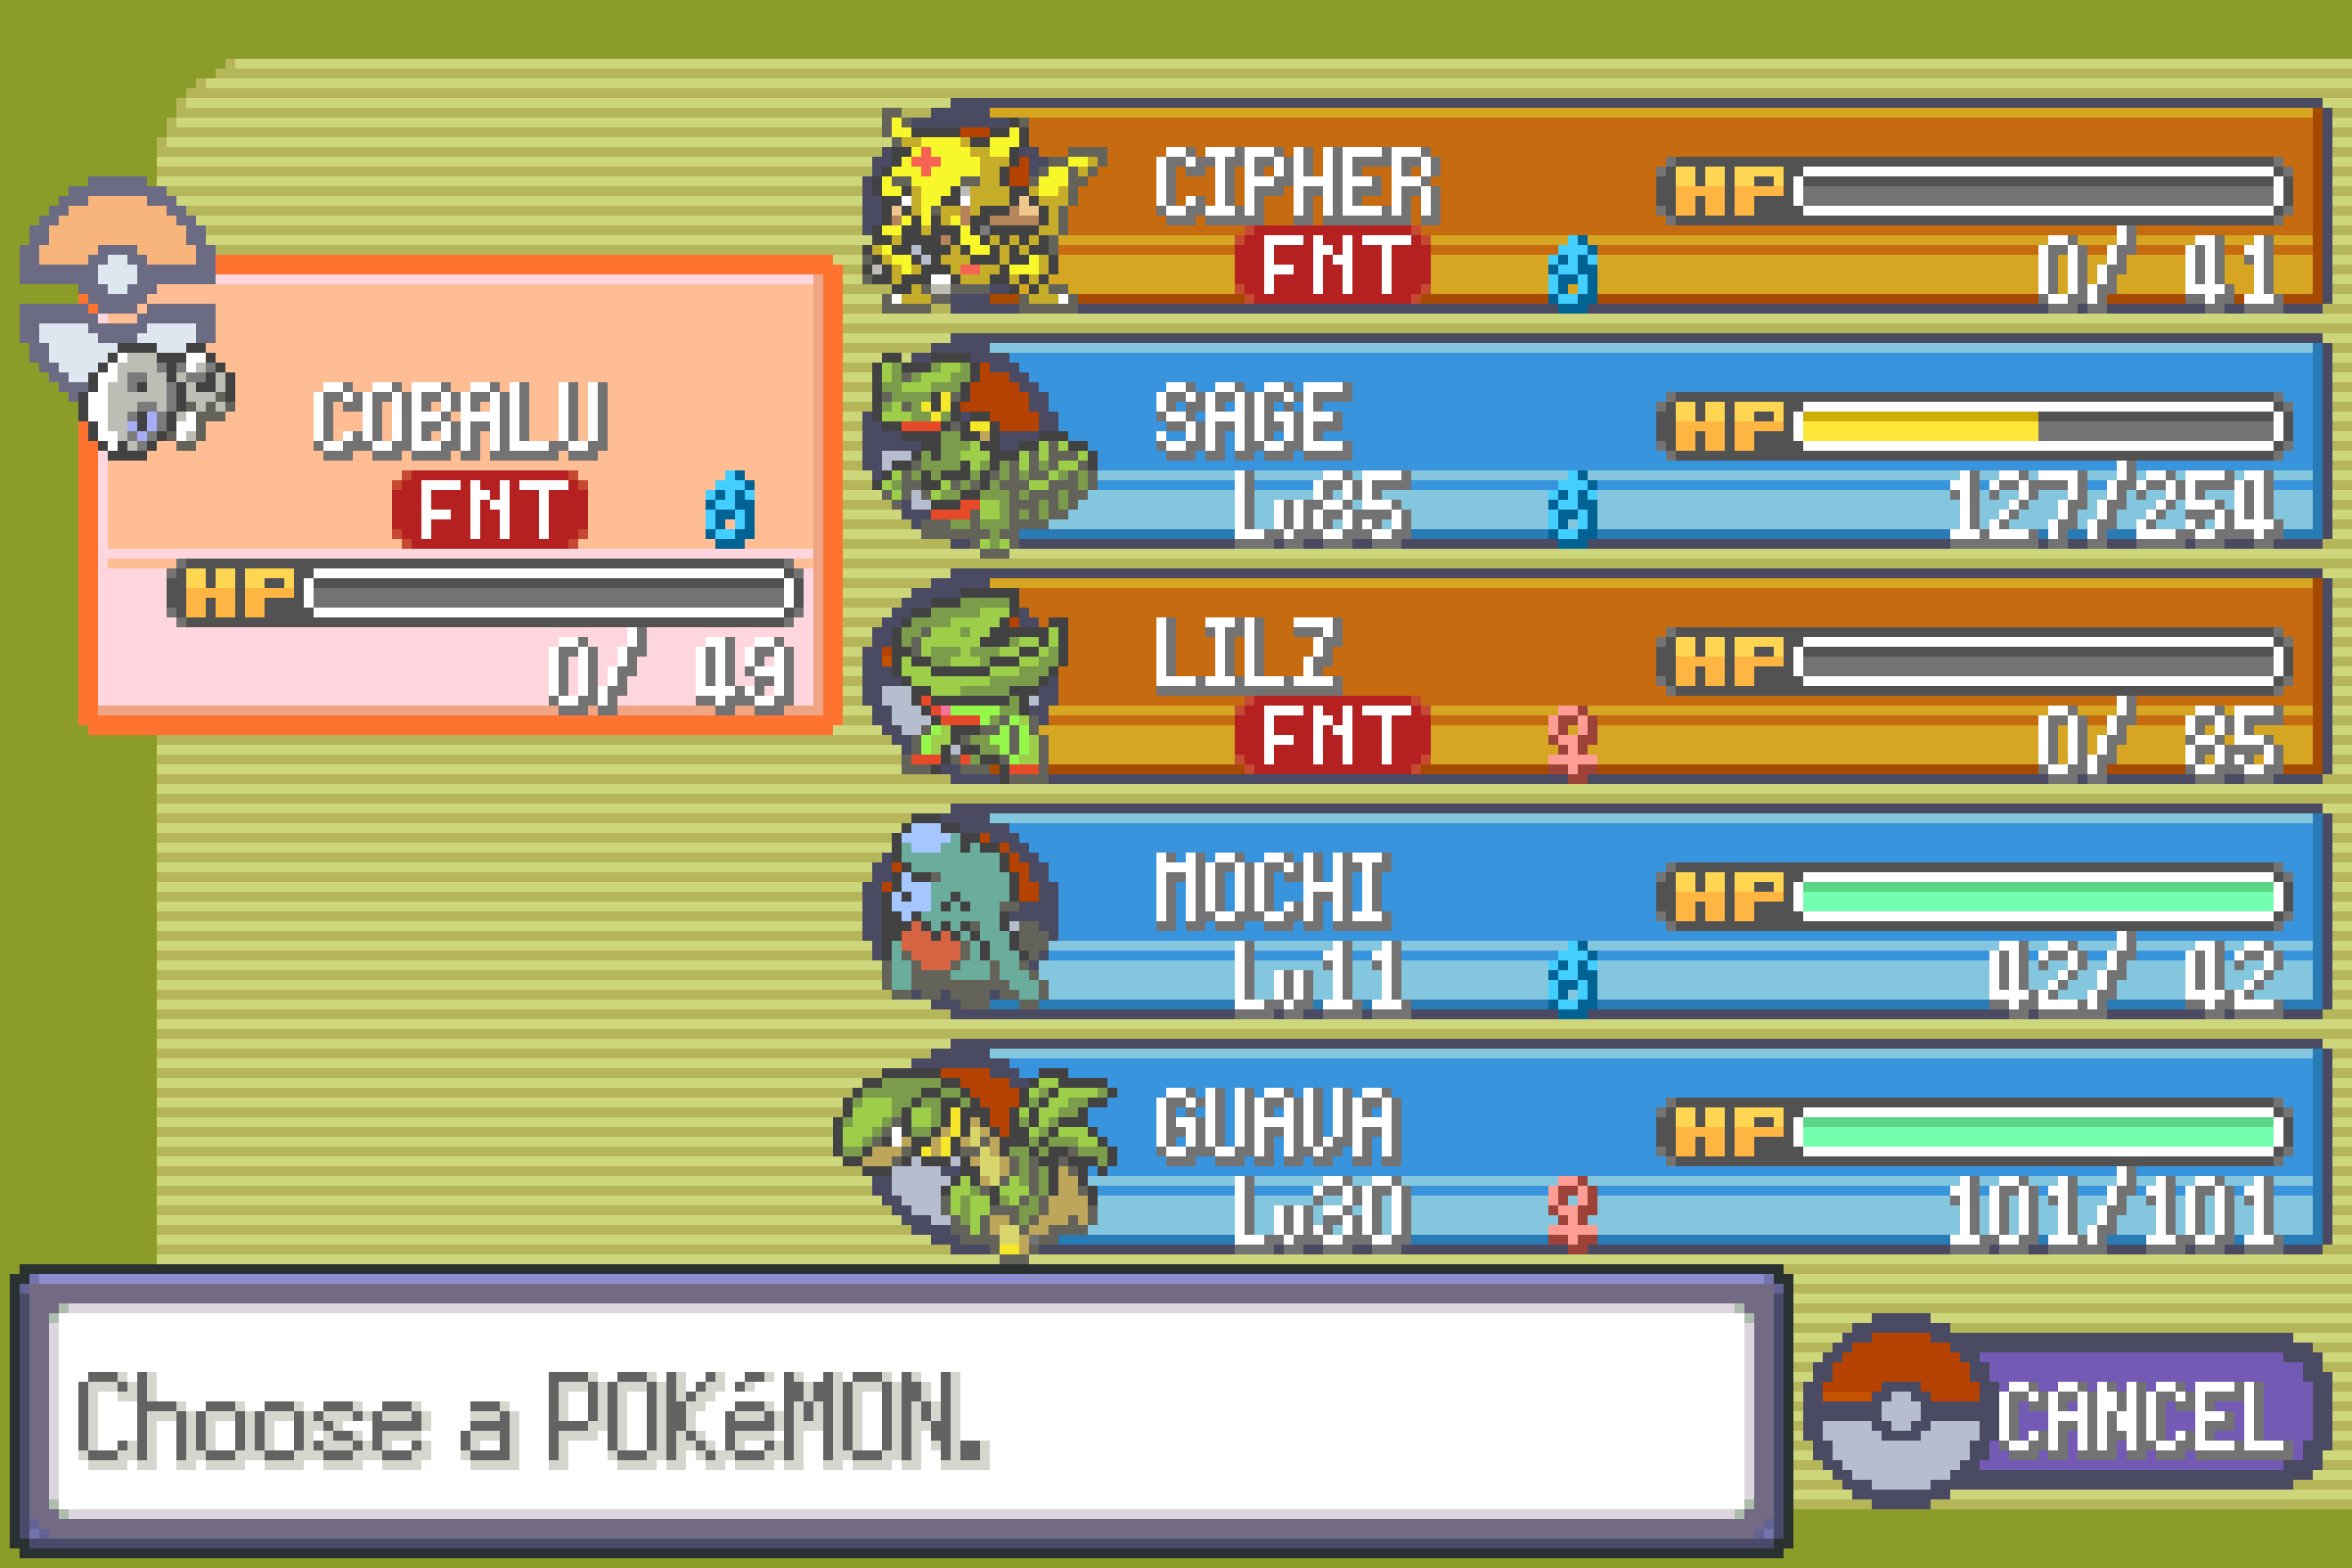 COBALU
FNT ♂
HP
0/ 49
CIPHER HP
FNT ♂ 0/ 41
SAGE HP
Lv85 ♂ 127/254
LILZ HP
FNT ♀ 0/ 85
MOCHI HP
Lv11 ♂ 42/ 42
GUAVA HP
Lv30 ♀ 101/101
Choose a POKéMON.
CANCEL